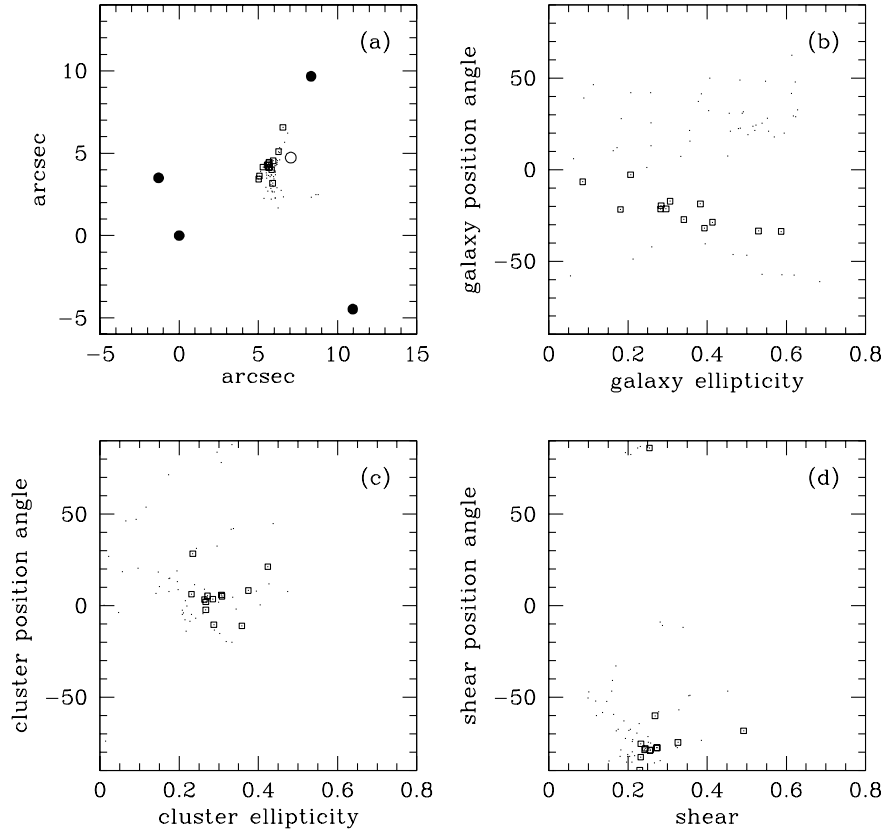 (a)
10
5
0
−5
arcsec
−5 0 5 10 15
arcsec
(b)
50
0
−50
galaxy position angle
0 0.2 0.4 0.6 0.8
galaxy ellipticity
(c)
50
0
−50
cluster position angle
0 0.2 0.4 0.6 0.8
cluster ellipticity
(d)
50
0
−50
shear position angle
0 0.2 0.4 0.6 0.8
shear